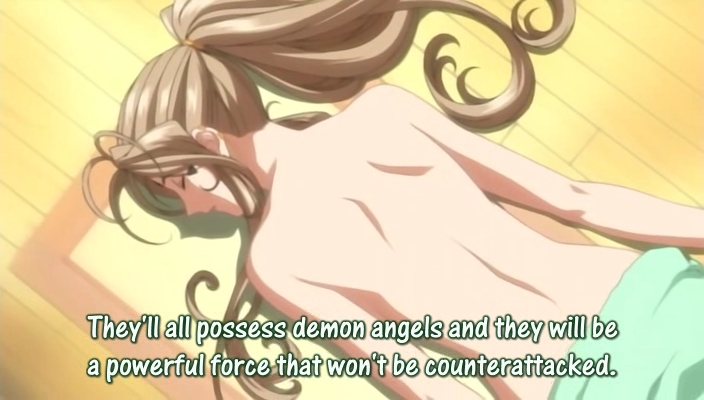 They'll all possess demon angels and they will be
a powerful force that won't be counterattacked.